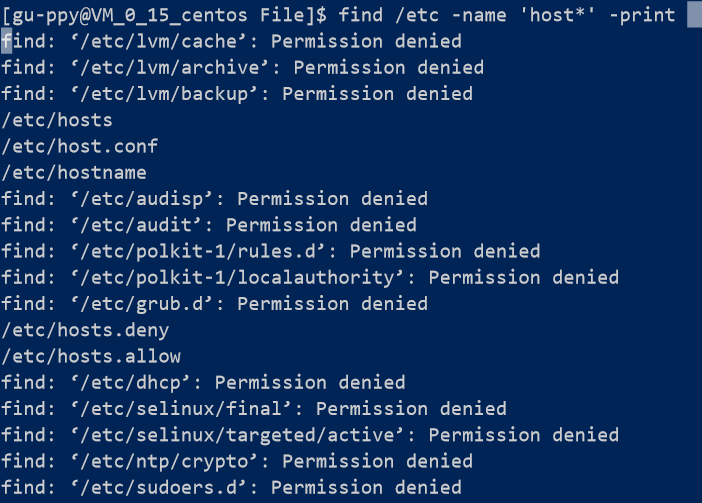 [gu-ppy@VM_0_15_centos File]$ find /etc -name 'host*' -print
find: ‘/etc/lvm/cache’: Permission denied
find: ‘/etc/lvm/archive’: Permission denied
find: ‘/etc/lvm/backup’: Permission denied
/etc/hosts
/etc/host.conf
/etc/hostname
find: ‘/etc/audisp’: Permission denied
find: ‘/etc/audit’: Permission denied
find: ‘/etc/polkit-1/rules.d’: Permission denied
find: ‘/etc/polkit-1/localauthority’: Permission denied
find: ‘/etc/grub.d’: Permission denied
/etc/hosts.deny
/etc/hosts.allow
find: ‘/etc/dhcp’: Permission denied
find: ‘/etc/selinux/final’: Permission denied
find: ‘/etc/selinux/targeted/active’: Permission denied
find: ‘/etc/ntp/crypto’: Permission denied
find: ‘/etc/sudoers.d’: Permission denied